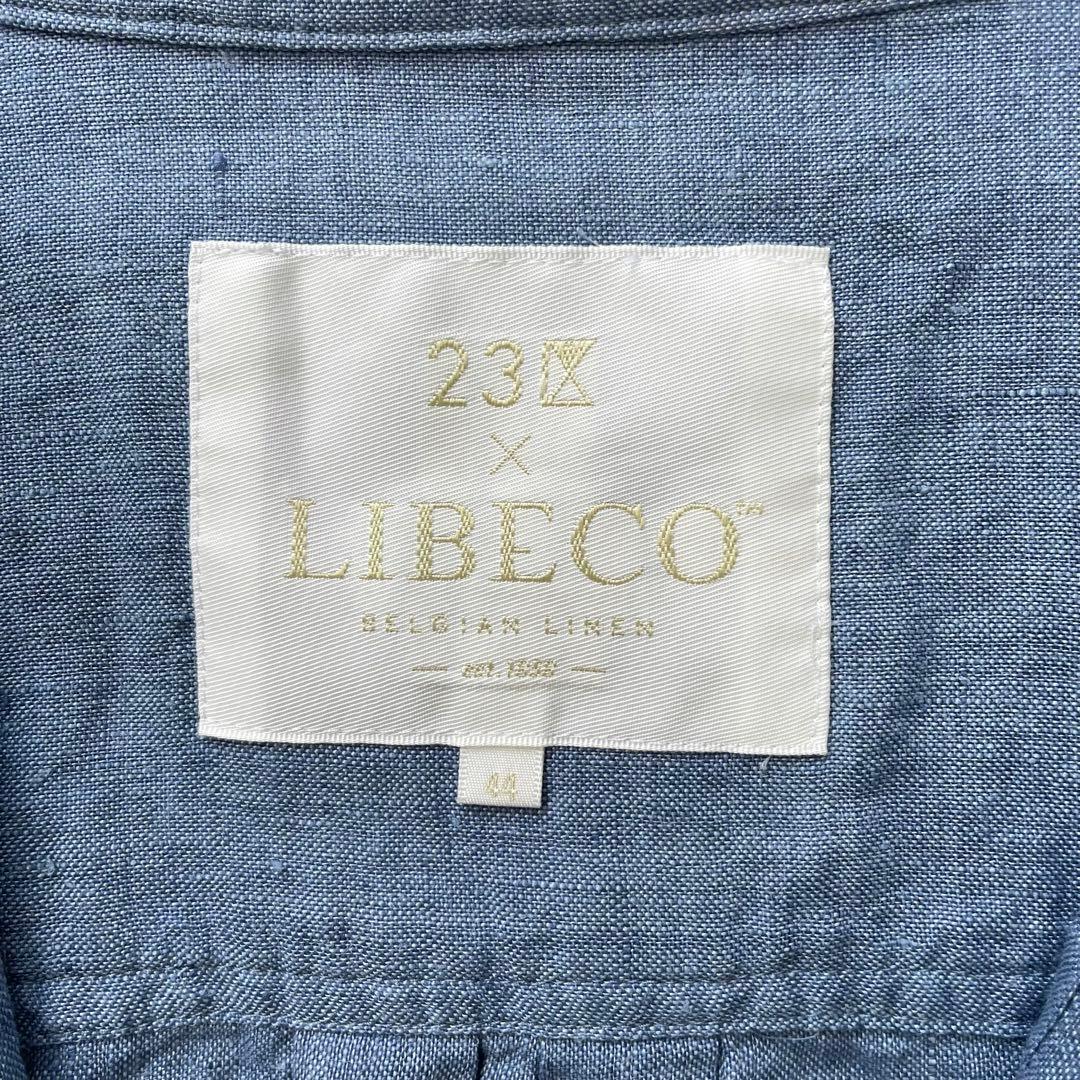 23区
×
LIBECO™
BELGIAN LINEN
est. 1858
44